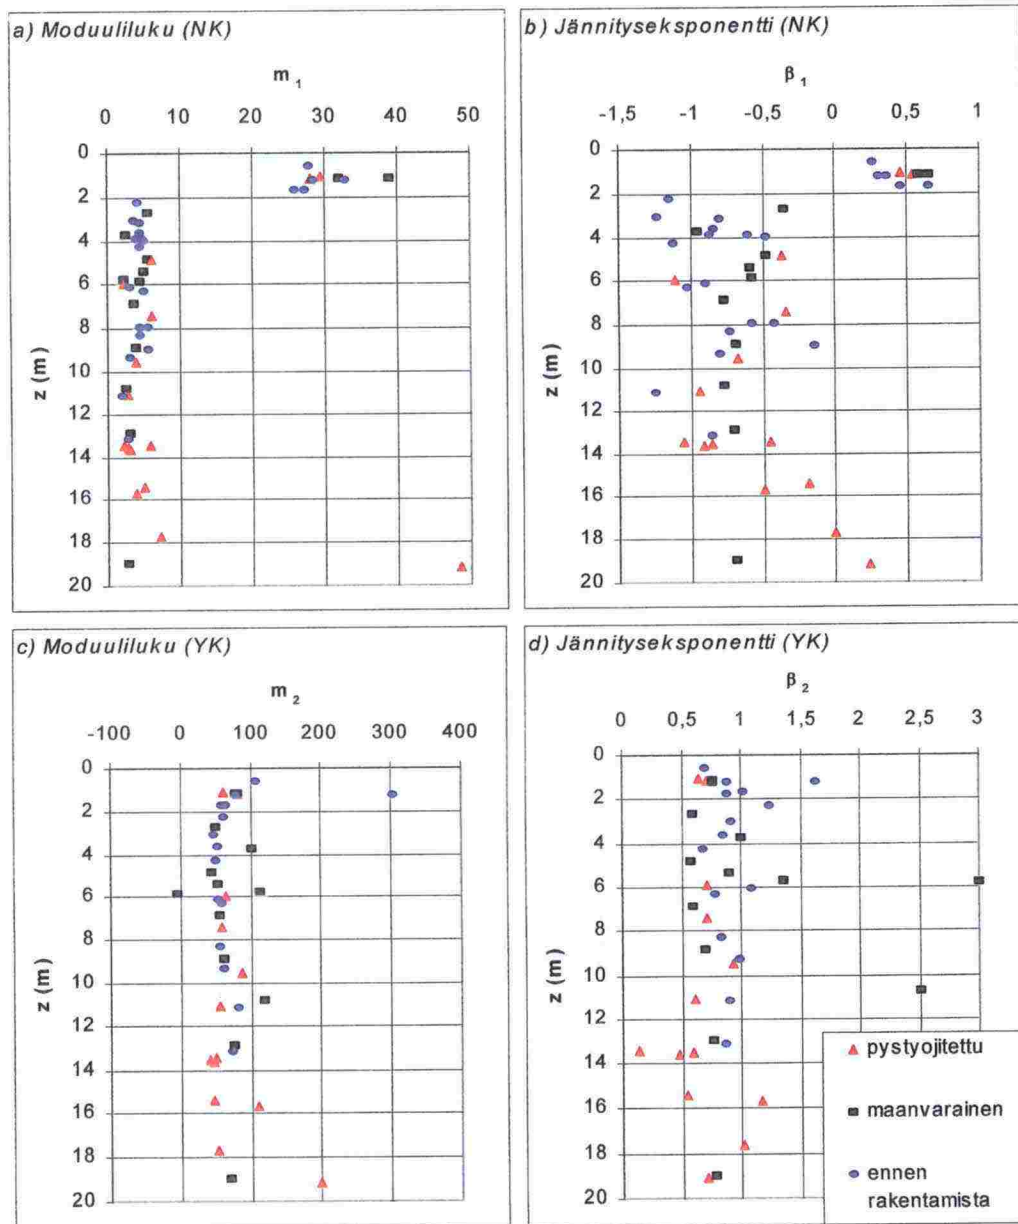 a) Moduuliluku (NK)
m 1
0 10 20 30 40 50
0
2
4
6
8
10
12
14
16
18
20
z (m)
b) Jännityseksponentti (NK)
β 1
-1,5 -1 -0,5 0 0,5 1
0
2
4
6
8
10
12
14
16
18
20
z (m)
c) Moduuliluku (YK)
m 2
-100 0 100 200 300 400
0
2
4
6
8
10
12
14
16
18
20
z (m)
d) Jännityseksponentti (YK)
β 2
0 0,5 1 1,5 2 2,5 3
0
2
4
6
8
10
12
14
16
18
20
z (m)
pystyojitettu
maanvarainen
ennen
rakentamista